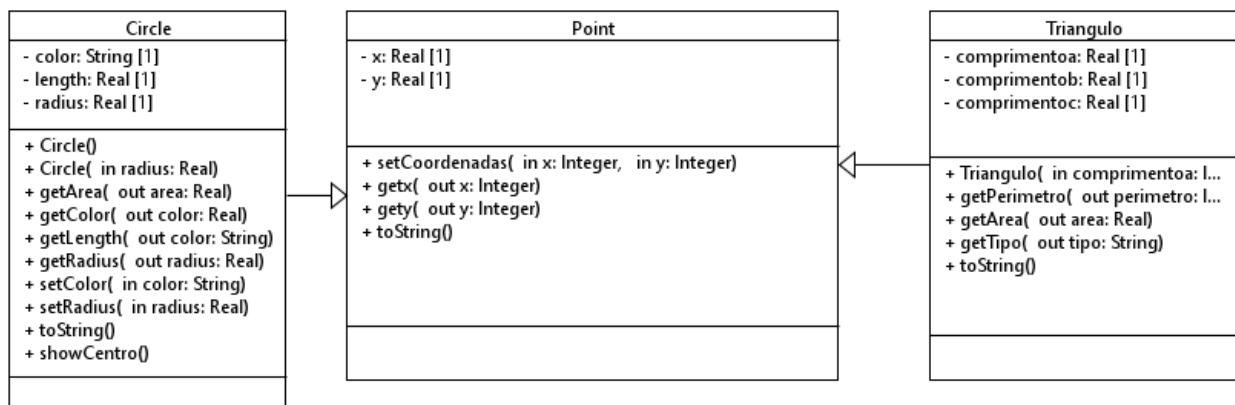 Circle
- color: String [1]
- length: Real [1]
- radius: Real [1]
+ Circle()
+ Circle( in radius: Real)
+ getArea( out area: Real)
+ getColor( out color: Real)
+ getLength( out color: String)
+ getRadius( out radius: Real)
+ setColor( in color: String)
+ setRadius( in radius: Real)
+ toString()
+ showCentro()
Point
- x: Real [1]
- y: Real [1]
+ setCoordenadas( in x: Integer, in y: Integer)
+ getx( out x: Integer)
+ gety( out y: Integer)
+ toString()
Triangulo
- comprimentoa: Real [1]
- comprimentob: Real [1]
- comprimentoc: Real [1]
+ Triangulo( in comprimentoa: I...
+ getPerimetro( out perimetro: I...
+ getArea( out area: Real)
+ getTipo( out tipo: String)
+ toString()